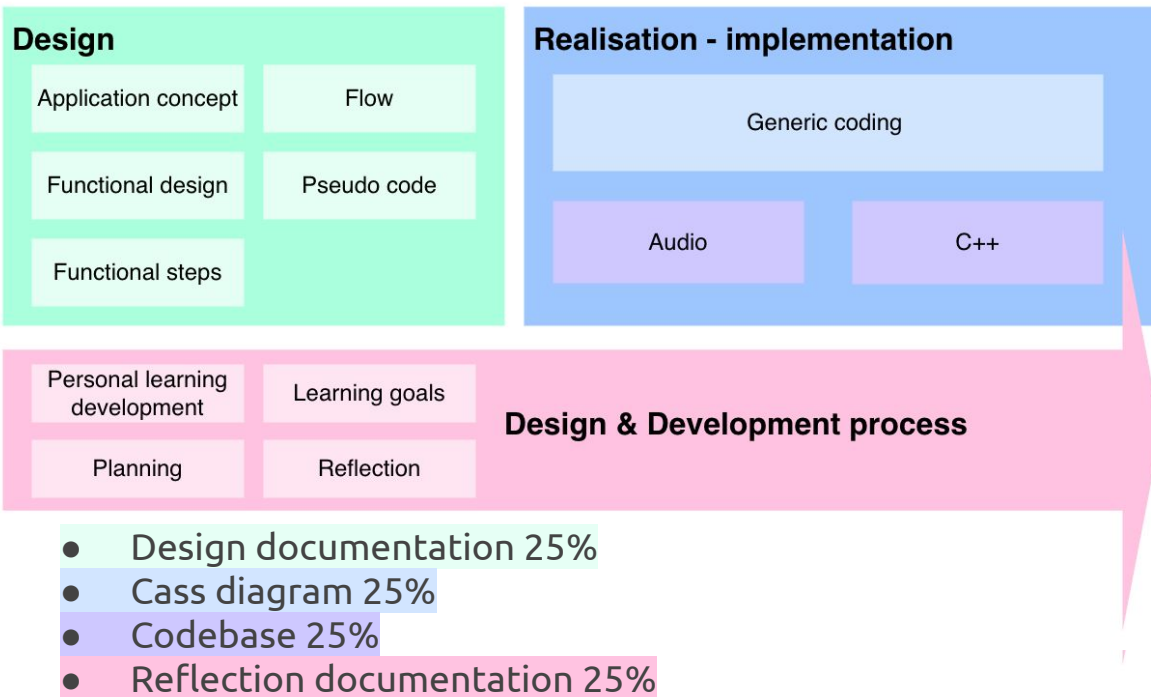 Design
Application concept
Flow
Functional design
Pseudo code
Functional steps
Realisation - implementation
Generic coding
Audio
C++
Personal learning
development
Learning goals
Planning
Reflection
Design & Development process
● Design documentation 25%
● Cass diagram 25%
● Codebase 25%
● Reflection documentation 25%